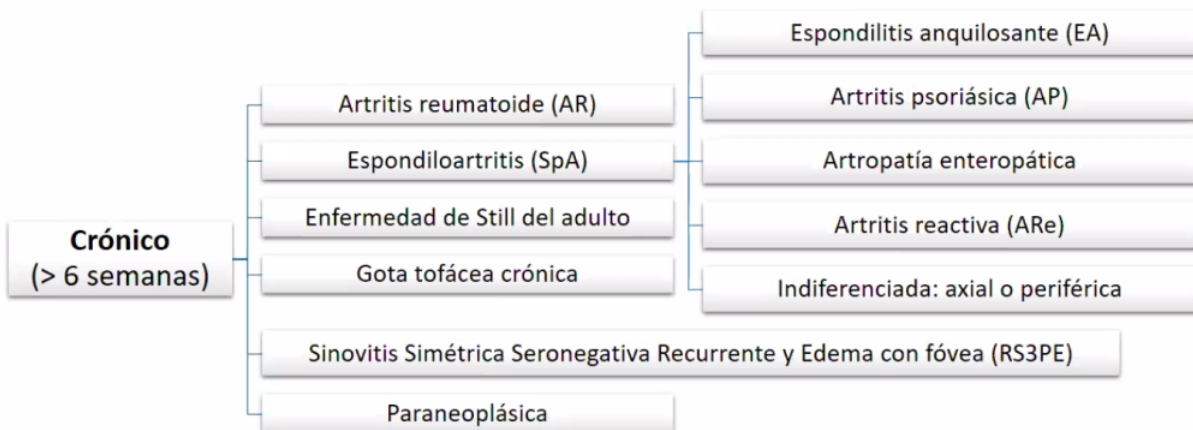 Crónico
(> 6 semanas)
Artritis reumatoide (AR)
Espondiloartritis (SpA)
Enfermedad de Still del adulto
Gota tofácea crónica
Sinovitis Simétrica Seronegativa Recurrente y Edema con fóvea (RS3PE)
Paraneoplásica
Espondilitis anquilosante (EA)
Artritis psoriásica (AP)
Artropatía enteropática
Artritis reactiva (ARe)
Indiferenciada: axial o periférica